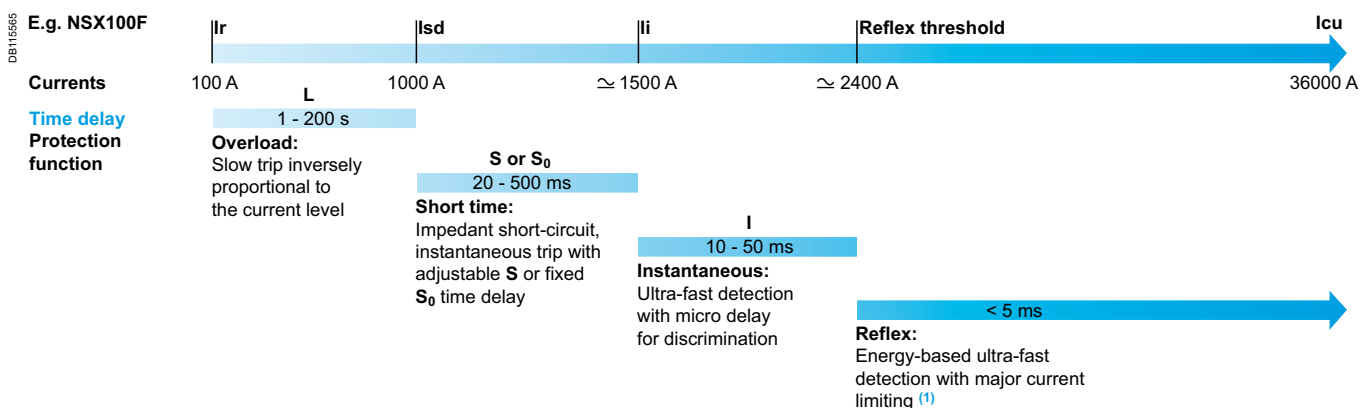 DB115565
E.g. NSX100F
Ir
Isd
Ii
Reflex threshold
Icu
Currents
100 A
1000 A
≃ 1500 A
≃ 2400 A
36000 A
Time delay
Protection
function
L
1 - 200 s
Overload:
Slow trip inversely
proportional to
the current level
S or S₀
20 - 500 ms
Short time:
Impedant short-circuit,
instantaneous trip with
adjustable S or fixed
S₀ time delay
I
10 - 50 ms
Instantaneous:
Ultra-fast detection
with micro delay
for discrimination
< 5 ms
Reflex:
Energy-based ultra-fast
detection with major current
limiting (1)